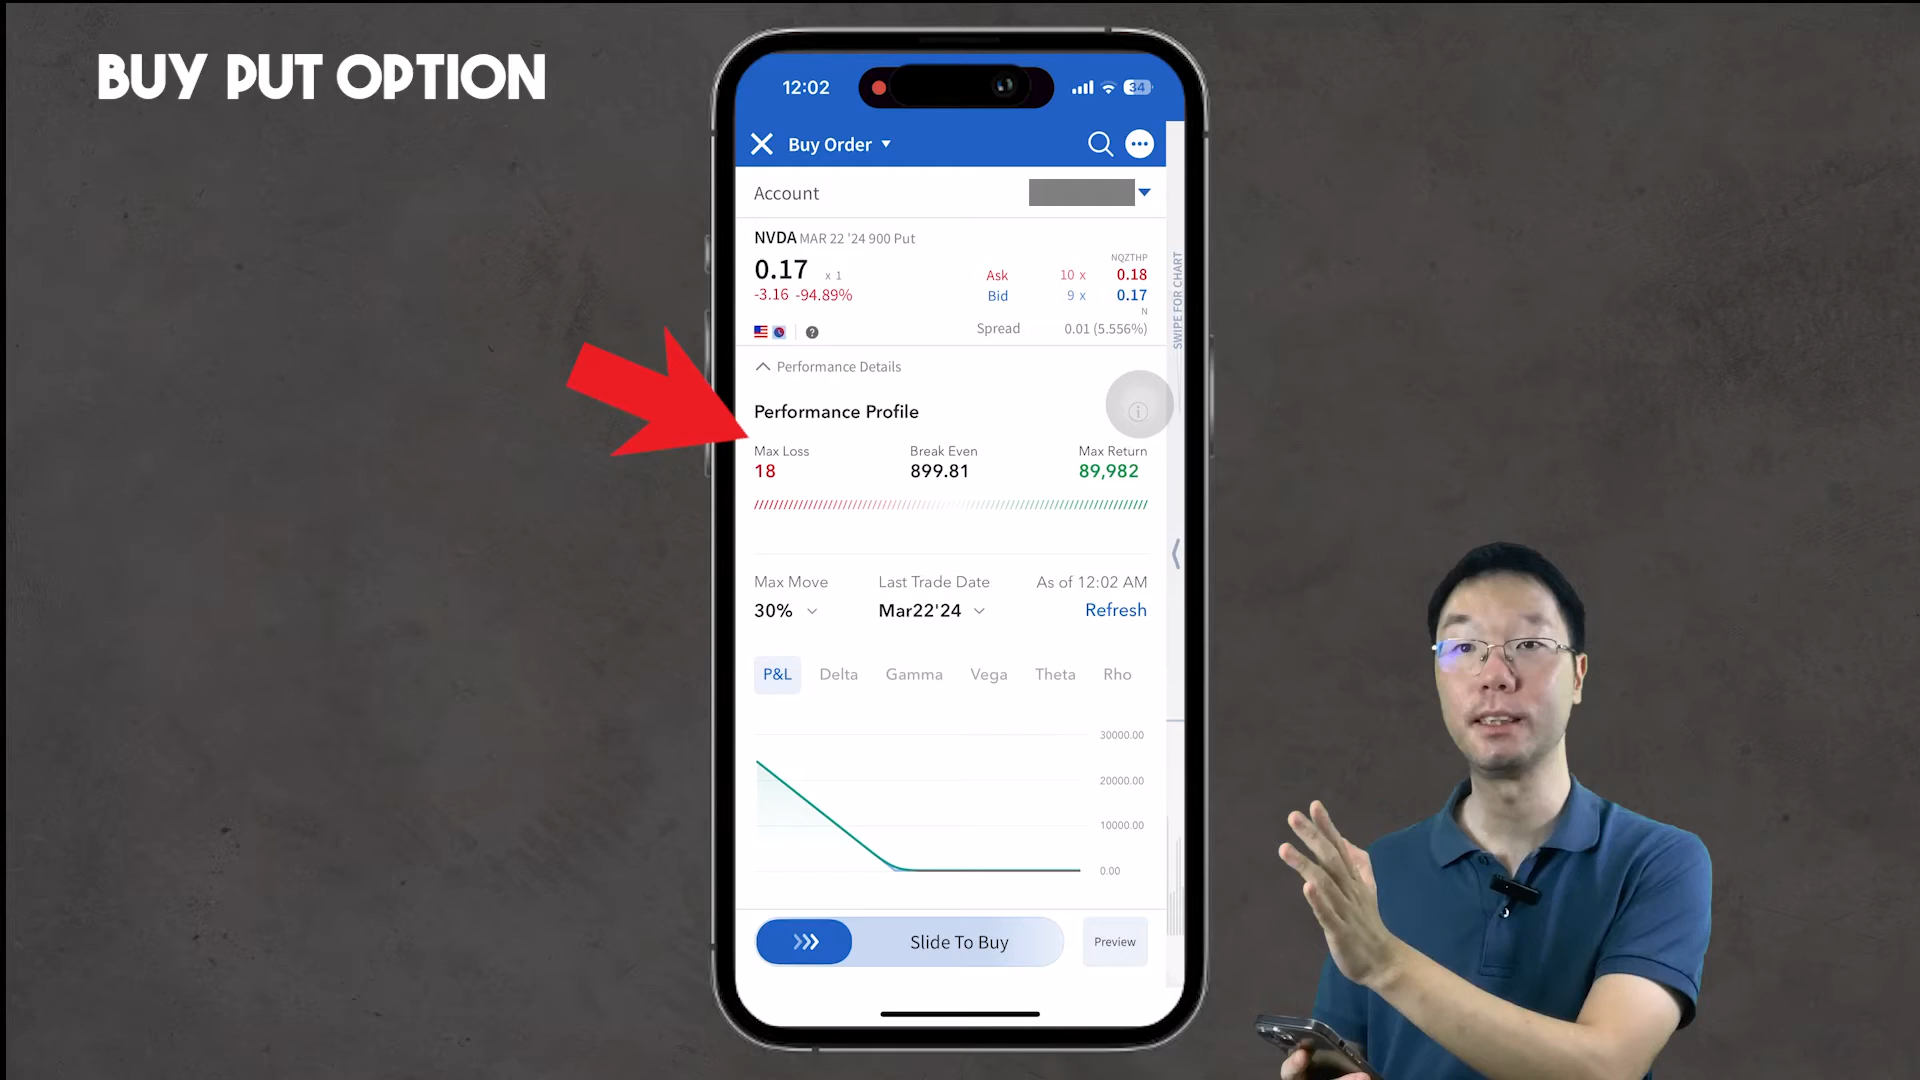 BUY PUT OPTION
12:02
34
Buy Order
Account
NVDA MAR 22 '24 900 Put
NQZTHP
0.17 x 1
Ask 10 x 0.18
-3.16 -94.89%
Bid 9 x 0.17
N
Spread 0.01 (5.556%)
SWIPE FOR CHART
Performance Details
Performance Profile
Max Loss Break Even Max Return
18 899.81 89,982
Max Move Last Trade Date As of 12:02 AM
30% Mar22'24 Refresh
P&L Delta Gamma Vega Theta Rho
30000.00
20000.00
10000.00
0.00
Slide To Buy Preview